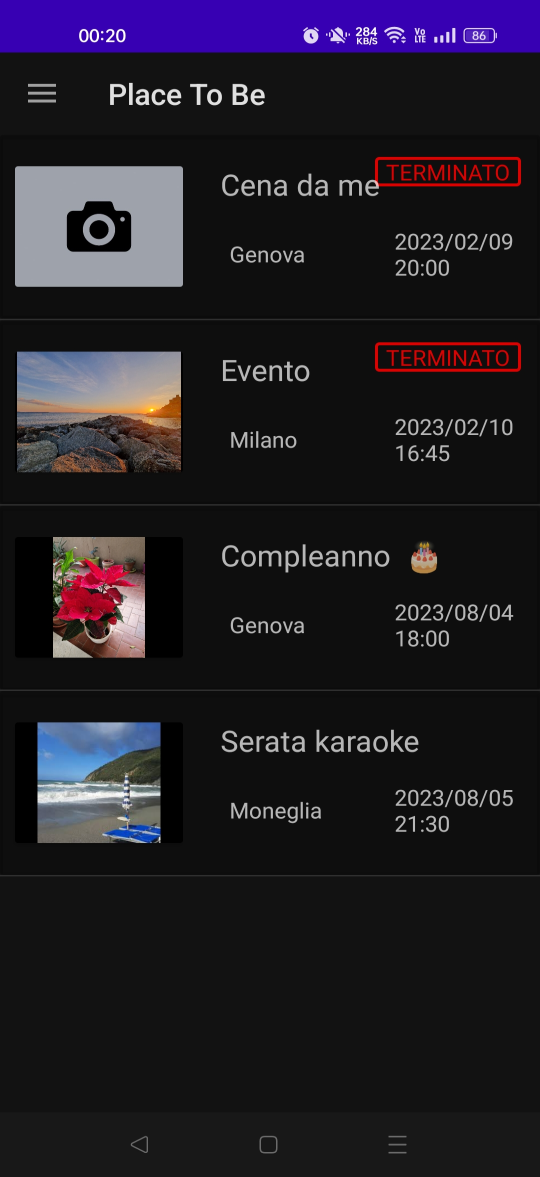 00:20
284
KB/S
Vo
LTE
86
Place To Be
Cena da me
TERMINATO
Genova
2023/02/09
20:00
Evento
TERMINATO
Milano
2023/02/10
16:45
Compleanno 🎂
Genova
2023/08/04
18:00
Serata karaoke
Moneglia
2023/08/05
21:30